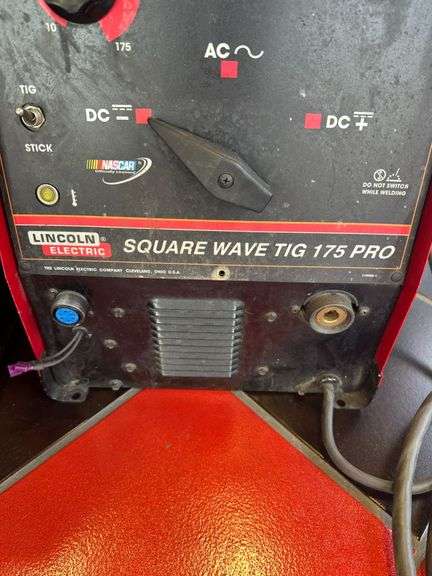 10
175
AC
TIG
DC
DC
STICK
NASCAR
DO NOT SWITCH
WHILE WELDING
LINCOLN ®
ELECTRIC
SQUARE WAVE TIG 175 PRO
THE LINCOLN ELECTRIC COMPANY CLEVELAND, OHIO U.S.A.